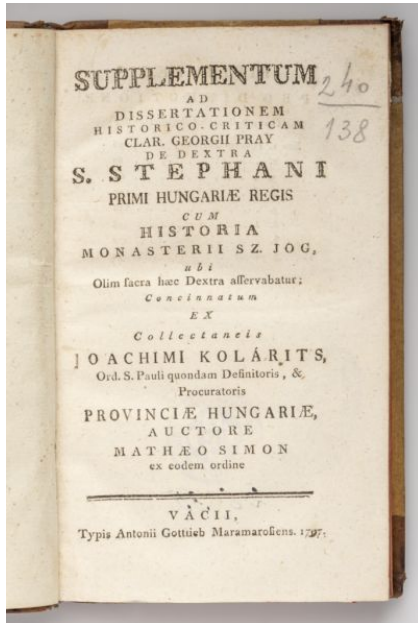 SUPPLEMENTUM
240
138
AD
DISSERTATIONEM
HISTORICO-CRITICAM
CLAR. GEORGII PRAY
DE DEXTRA
S. STEPHANI
PRIMI HUNGARIÆ REGIS
CUM
HISTORIA
MONASTERII SZ. JOG,
ubi
Olim sacra hæc Dextra asservabatur;
Concinnatum
EX
Collectaneis
JOACHIMI KOLÁRITS,
Ord. S. Pauli quondam Definitoris, &
Procuratoris
PROVINCIÆ HUNGARIÆ,
AUCTORE
MATHÆO SIMON
ex eodem ordine
VÁCII,
Typis Antonii Gottlieb Maramarosiens. 1797.